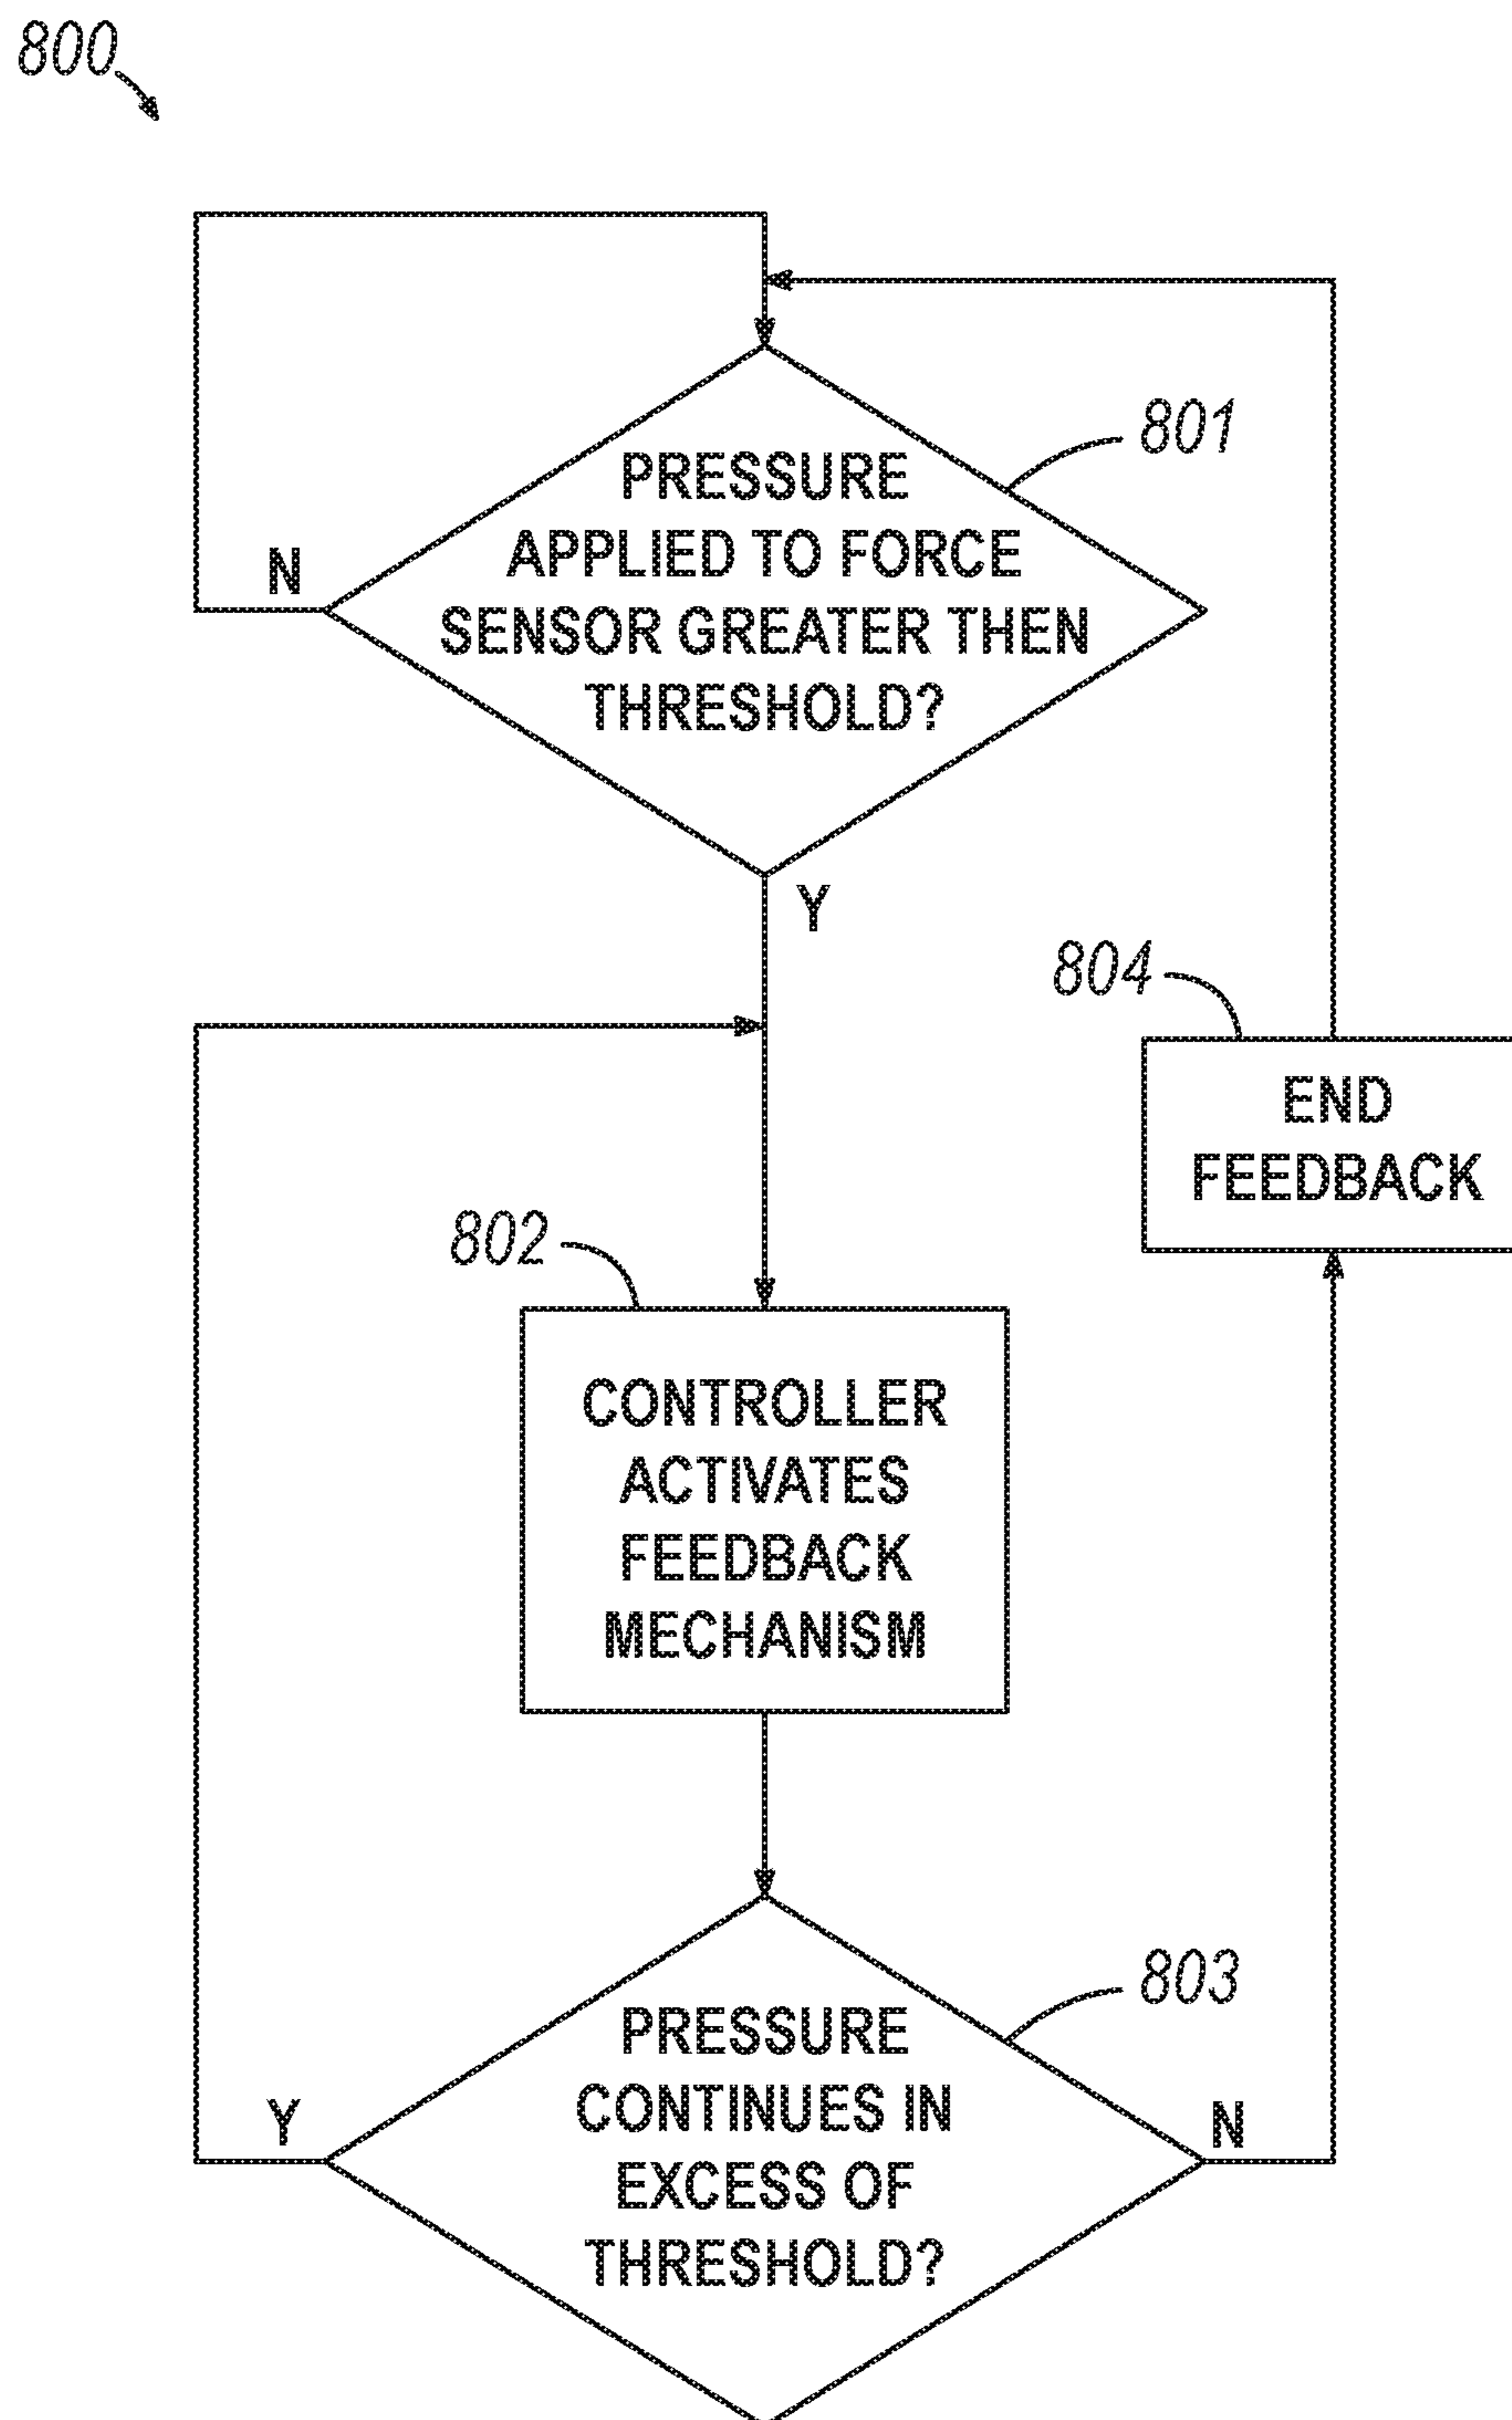 800
801
PRESSURE
APPLIED TO FORCE
SENSOR GREATER THEN
THRESHOLD?
N
Y
804
END
FEEDBACK
802
CONTROLLER
ACTIVATES
FEEDBACK
MECHANISM
803
PRESSURE
CONTINUES IN
EXCESS OF
THRESHOLD?
Y
N